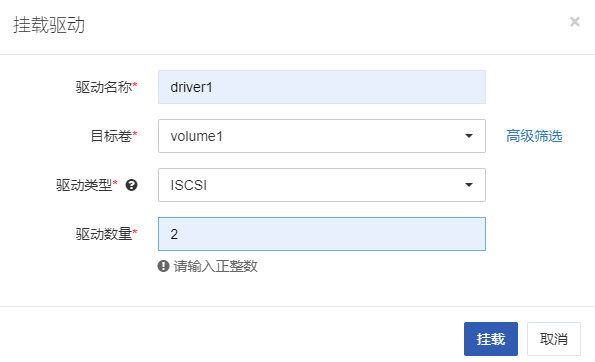 挂载驱动 ×
驱动名称* driver1
目标卷* volume1 高级筛选
驱动类型* ISCSI
驱动数量* 2
请输入正整数
挂载 取消